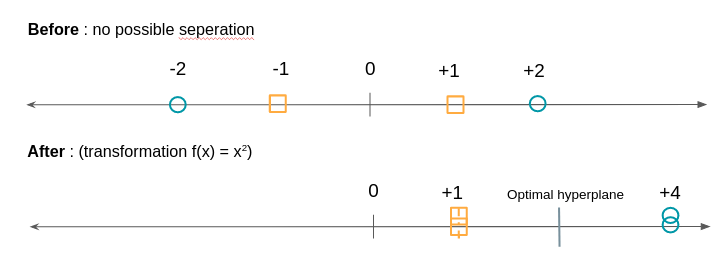 Before : no possible seperation
-2 -1 0 +1 +2
After : (transformation f(x) = x²)
0 +1 Optimal hyperplane +4